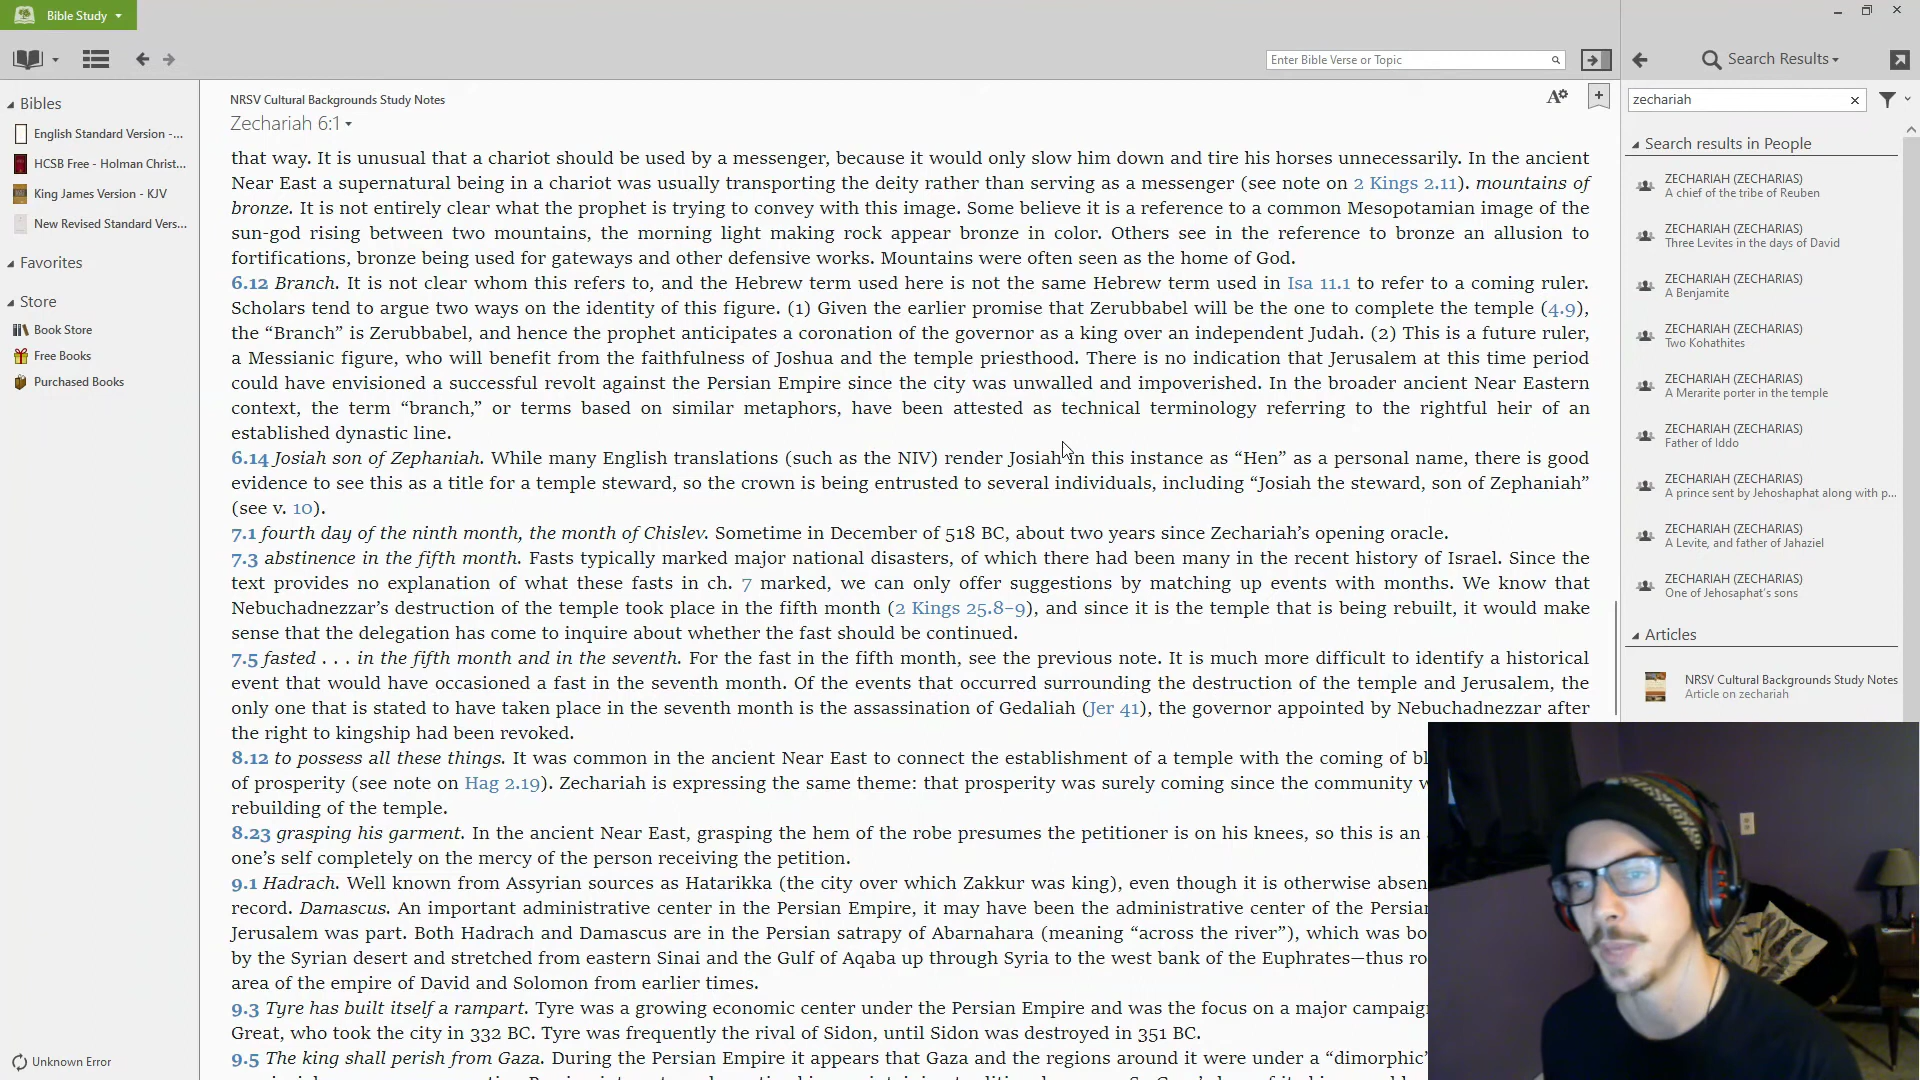 Bible Study
Enter Bible Verse or Topic
Search Results
zechariah
Bibles
English Standard Version -...
HCSB Free - Holman Christ...
King James Version - KJV
New Revised Standard Vers...
Favorites
Store
Book Store
Free Books
Purchased Books
Unknown Error
NRSV Cultural Backgrounds Study Notes
Zechariah 6:1
that way. It is unusual that a chariot should be used by a messenger, because it would only slow him down and tire his horses unnecessarily. In the ancient
Near East a supernatural being in a chariot was usually transporting the deity rather than serving as a messenger (see note on 2 Kings 2.11). mountains of
bronze. It is not entirely clear what the prophet is trying to convey with this image. Some believe it is a reference to a common Mesopotamian image of the
sun-god rising between two mountains, the morning light making rock appear bronze in color. Others see in the reference to bronze an allusion to
fortifications, bronze being used for gateways and other defensive works. Mountains were often seen as the home of God.
6.12 Branch. It is not clear whom this refers to, and the Hebrew term used here is not the same Hebrew term used in Isa 11.1 to refer to a coming ruler.
Scholars tend to argue two ways on the identity of this figure. (1) Given the earlier promise that Zerubbabel will be the one to complete the temple (4.9),
the “Branch” is Zerubbabel, and hence the prophet anticipates a coronation of the governor as a king over an independent Judah. (2) This is a future ruler,
a Messianic figure, who will benefit from the faithfulness of Joshua and the temple priesthood. There is no indication that Jerusalem at this time period
could have envisioned a successful revolt against the Persian Empire since the city was unwalled and impoverished. In the broader ancient Near Eastern
context, the term “branch,” or terms based on similar metaphors, have been attested as technical terminology referring to the rightful heir of an
established dynastic line.
6.14 Josiah son of Zephaniah. While many English translations (such as the NIV) render Josiah in this instance as “Hen” as a personal name, there is good
evidence to see this as a title for a temple steward, so the crown is being entrusted to several individuals, including “Josiah the steward, son of Zephaniah”
(see v. 10).
7.1 fourth day of the ninth month, the month of Chislev. Sometime in December of 518 BC, about two years since Zechariah’s opening oracle.
7.3 abstinence in the fifth month. Fasts typically marked major national disasters, of which there had been many in the recent history of Israel. Since the
text provides no explanation of what these fasts in ch. 7 marked, we can only offer suggestions by matching up events with months. We know that
Nebuchadnezzar’s destruction of the temple took place in the fifth month (2 Kings 25.8–9), and since it is the temple that is being rebuilt, it would make
sense that the delegation has come to inquire about whether the fast should be continued.
7.5 fasted . . . in the fifth month and in the seventh. For the fast in the fifth month, see the previous note. It is much more difficult to identify a historical
event that would have occasioned a fast in the seventh month. Of the events that occurred surrounding the destruction of the temple and Jerusalem, the
only one that is stated to have taken place in the seventh month is the assassination of Gedaliah (Jer 41), the governor appointed by Nebuchadnezzar after
the right to kingship had been revoked.
8.12 to possess all these things. It was common in the ancient Near East to connect the establishment of a temple with the coming of
of prosperity (see note on Hag 2.19). Zechariah is expressing the same theme: that prosperity was surely coming since the community
rebuilding of the temple.
8.23 grasping his garment. In the ancient Near East, grasping the hem of the robe presumes the petitioner is on his knees, so this is an
one’s self completely on the mercy of the person receiving the petition.
9.1 Hadrach. Well known from Assyrian sources as Hatarikka (the city over which Zakkur was king), even though it is otherwise
record. Damascus. An important administrative center in the Persian Empire, it may have been the administrative center of the
Jerusalem was part. Both Hadrach and Damascus are in the Persian satrapy of Abarnahara (meaning “across the river”), which was
by the Syrian desert and stretched from eastern Sinai and the Gulf of Aqaba up through Syria to the west bank of the Euphrates—thus
area of the empire of David and Solomon from earlier times.
9.3 Tyre has built itself a rampart. Tyre was a growing economic center under the Persian Empire and was the focus on a major
Great, who took the city in 332 BC. Tyre was frequently the rival of Sidon, until Sidon was destroyed in 351 BC.
9.5 The king shall perish from Gaza. During the Persian Empire it appears that Gaza and the regions around it were under a “dimorphic”
Search results in People
ZECHARIAH (ZECHARIAS)
A chief of the tribe of Reuben
ZECHARIAH (ZECHARIAS)
Three Levites in the days of David
ZECHARIAH (ZECHARIAS)
A Benjamite
ZECHARIAH (ZECHARIAS)
Two Kohathites
ZECHARIAH (ZECHARIAS)
A Merarite porter in the temple
ZECHARIAH (ZECHARIAS)
Father of Iddo
ZECHARIAH (ZECHARIAS)
A prince sent by Jehoshaphat along with p...
ZECHARIAH (ZECHARIAS)
A Levite, and father of Jahaziel
ZECHARIAH (ZECHARIAS)
One of Jehosaphat's sons
Articles
NRSV Cultural Backgrounds Study Notes
Article on zechariah